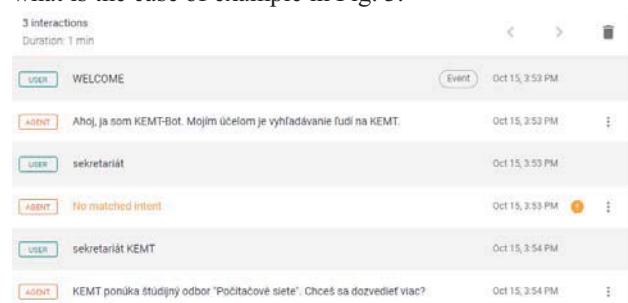 what is the case of example in Fig. 5.
3 interactions
Duration: 1 min
USER WELCOME Event Oct 15, 3:53 PM
AGENT Ahoj, ja som KEMT-Bot. Mojím účelom je vyhľadávanie ľudí na KEMT. Oct 15, 3:53 PM
USER sekretariát Oct 15, 3:53 PM
AGENT No matched intent Oct 15, 3:53 PM
USER sekretariát KEMT Oct 15, 3:54 PM
AGENT KEMT ponúka študijný odbor "Počítačové siete". Chceš sa dozvedieť viac? Oct 15, 3:54 PM